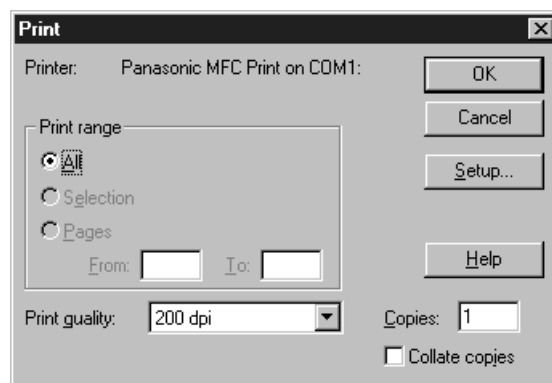 Print
Printer: Panasonic MFC Print on COM1:
OK
Cancel
Print range
All
Setup...
Selection
Pages
From: To:
Help
Print quality: 200 dpi
Copies: 1
Collate copies